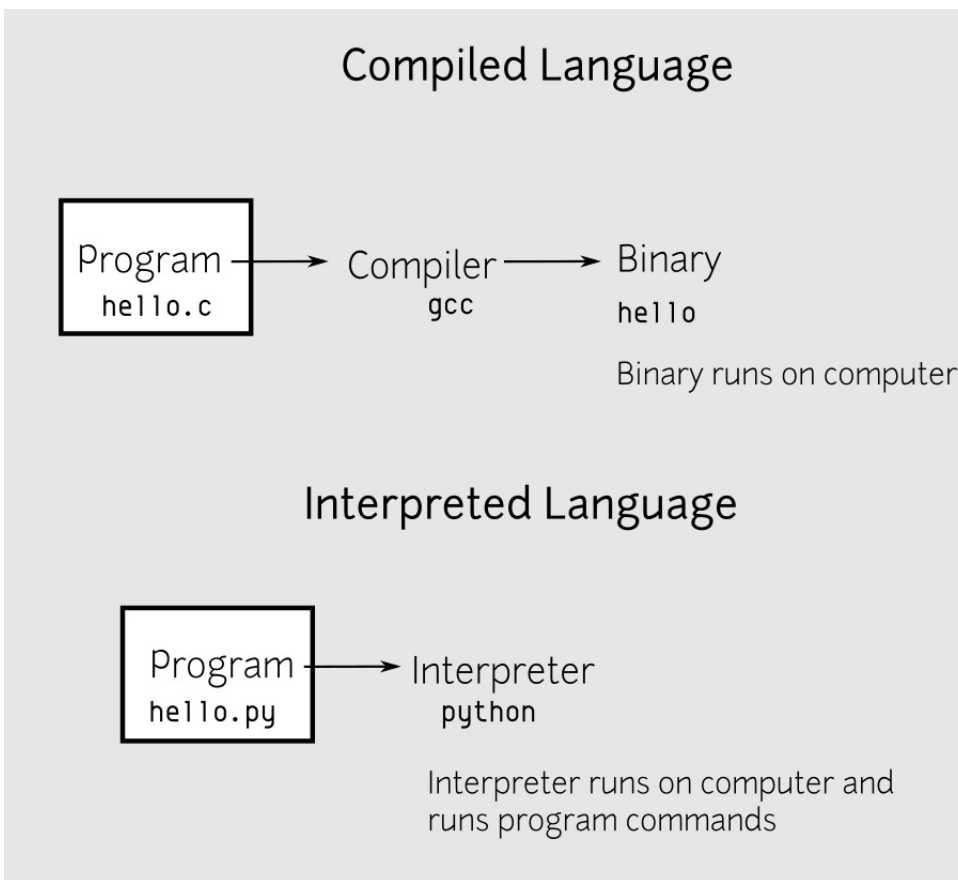 Compiled Language
Program
hello.c
Compiler
gcc
Binary
hello
Binary runs on computer
Interpreted Language
Program
hello.py
Interpreter
python
Interpreter runs on computer and
runs program commands